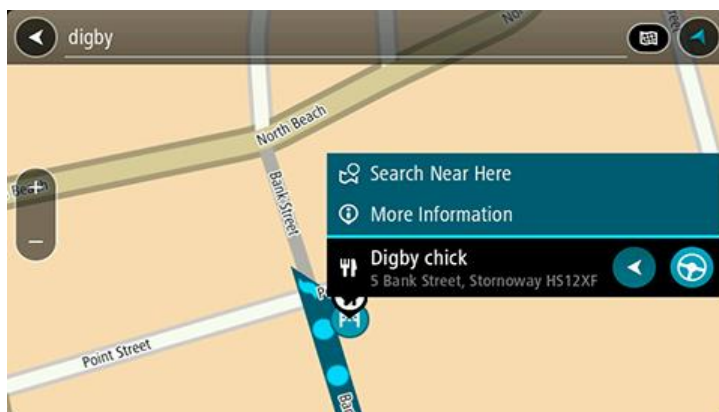 digby
North Beach
Beach
Bank Street
Search Near Here
More Information
Digby chick
5 Bank Street, Stornoway HS12XF
Point Street